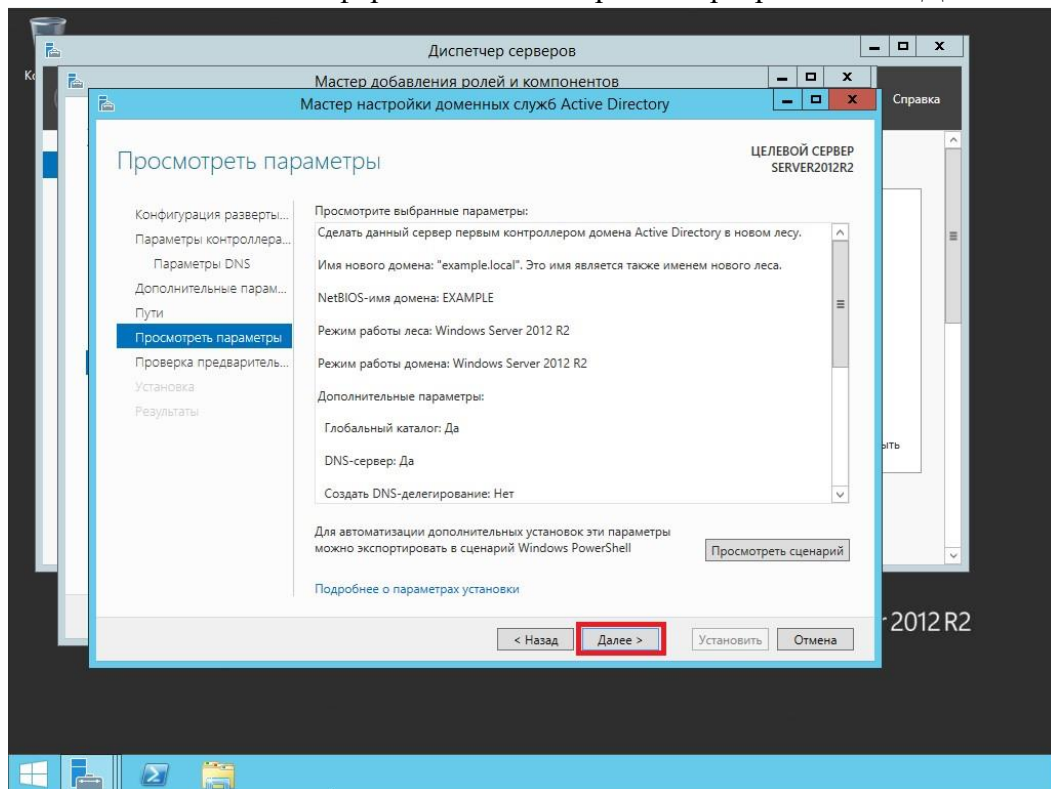 Диспетчер серверов
Мастер добавления ролей и компонентов
Мастер настройки доменных служб Active Directory
Справка
Просмотреть параметры
ЦЕЛЕВОЙ СЕРВЕР
SERVER2012R2
Конфигурация разверты...
Параметры контроллера...
Параметры DNS
Дополнительные парам...
Пути
Просмотреть параметры
Проверка предваритель...
Установка
Результаты
Просмотрите выбранные параметры:
Сделать данный сервер первым контроллером домена Active Directory в новом лесу.
Имя нового домена: "example.local". Это имя является также именем нового леса.
NetBIOS-имя домена: EXAMPLE
Режим работы леса: Windows Server 2012 R2
Режим работы домена: Windows Server 2012 R2
Дополнительные параметры:
Глобальный каталог: Да
DNS-сервер: Да
Создать DNS-делегирование: Нет
Для автоматизации дополнительных установок эти параметры
можно экспортировать в сценарий Windows PowerShell
Просмотреть сценарий
Подробнее о параметрах установки
< Назад
Далее >
Установить
Отмена
2012 R2